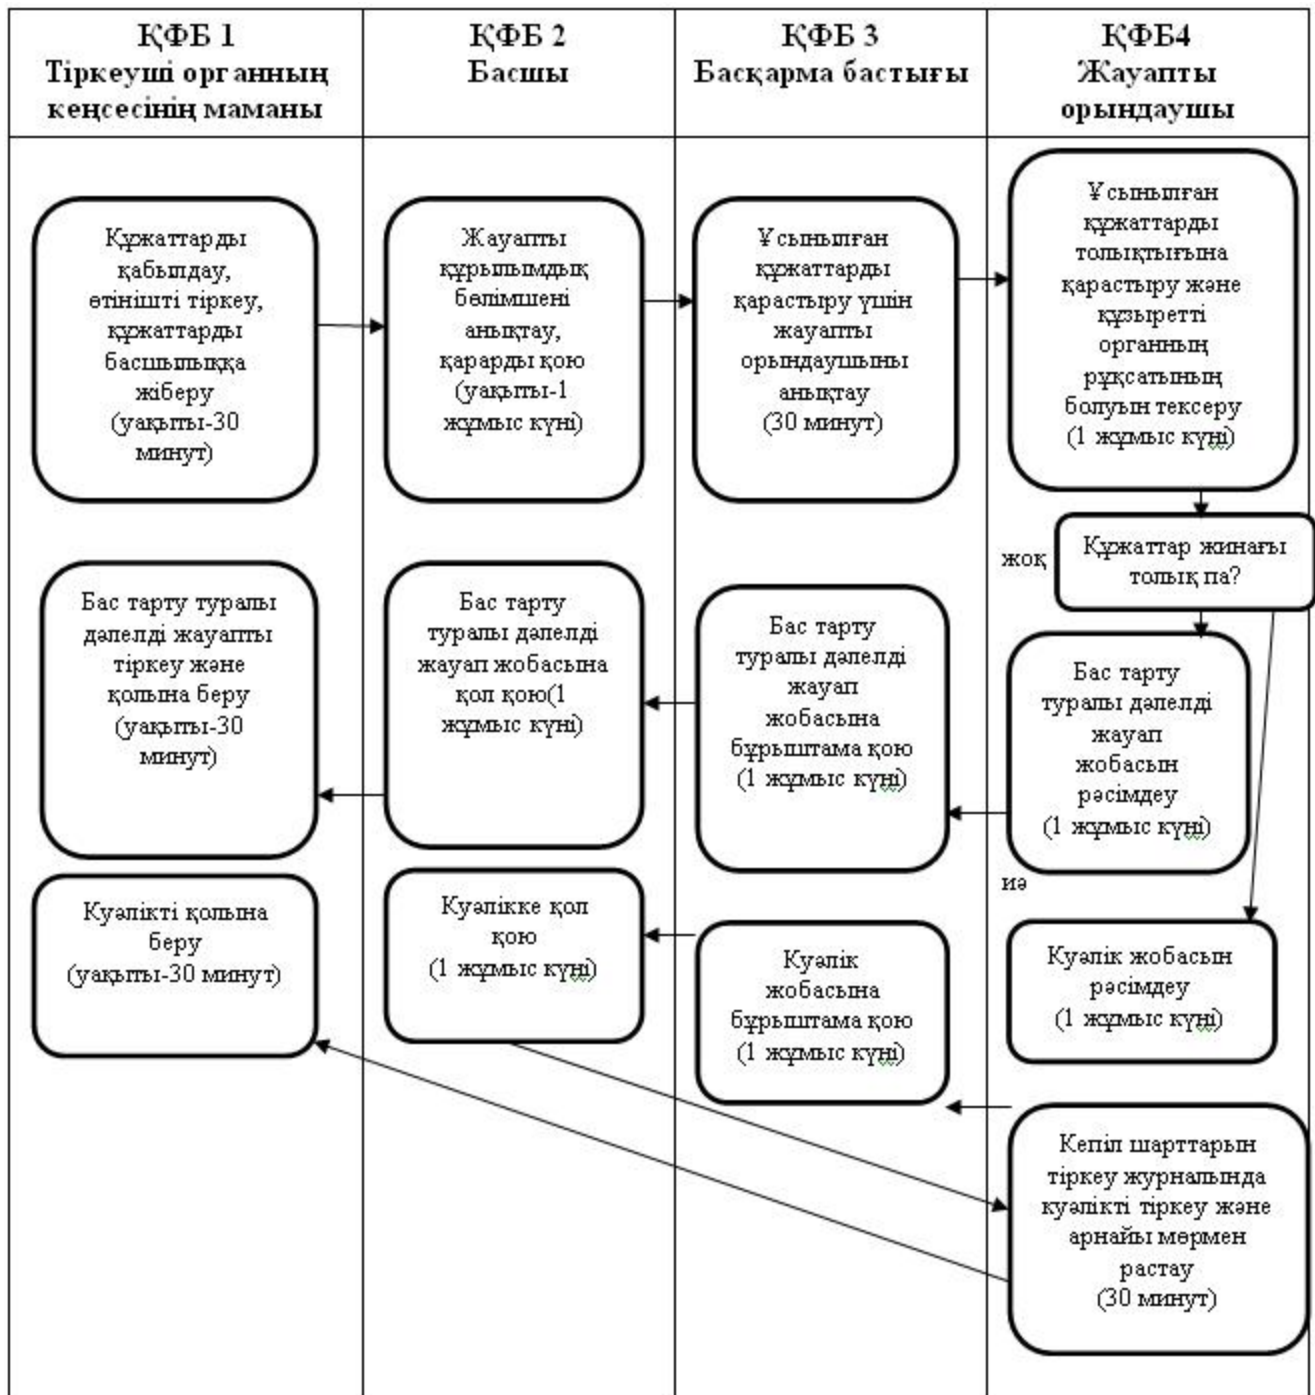 ҚФБ 1
Тіркеуші органның
кеңсесінің маманы
ҚФБ 2
Басшы
ҚФБ 3
Басқарма бастығы
ҚФБ4
Жауапты
орындаушы
Құжаттарды
қабылдау,
өтінішті тіркеу,
құжаттарды
басшылыққа
жіберу
(уақыты-30
минут)
Жауапты
құрылымдық
бөлімшені
анықтау,
қарарды қою
(уақыты-1
жұмыс күні)
Ұсынылған
құжаттарды
қарастыру үшін
жауапты
орындаушыны
анықтау
(30 минут)
Ұсынылған
құжаттарды
толықтығына
қарастыру және
құзыретті
органның
рұқсатының
болуын тексеру
(1 жұмыс күні)
жоқ
Құжаттар жинағы
толық па?
Бас тарту туралы
дәлелді жауапты
тіркеу және
қолына беру
(уақыты-30
минут)
Бас тарту
туралы дәлелді
жауап жобасына
қол қою(1
жұмыс күні)
Бас тарту
туралы дәлелді
жауап
жобасына
бұрыштама қою
(1 жұмыс күні)
Бас тарту
туралы дәлелді
жауап
жобасын
рәсімдеу
(1 жұмыс күні)
иә
Куәлікті қолына
беру
(уақыты-30 минут)
Куәлікке қол
қою
(1 жұмыс күні)
Куәлік
жобасына
бұрыштама қою
(1 жұмыс күні)
Куәлік жобасын
рәсімдеу
(1 жұмыс күні)
Кепіл шарттарын
тіркеу журналында
куәлікті тіркеу және
арнайы мөрмен
растау
(30 минут)